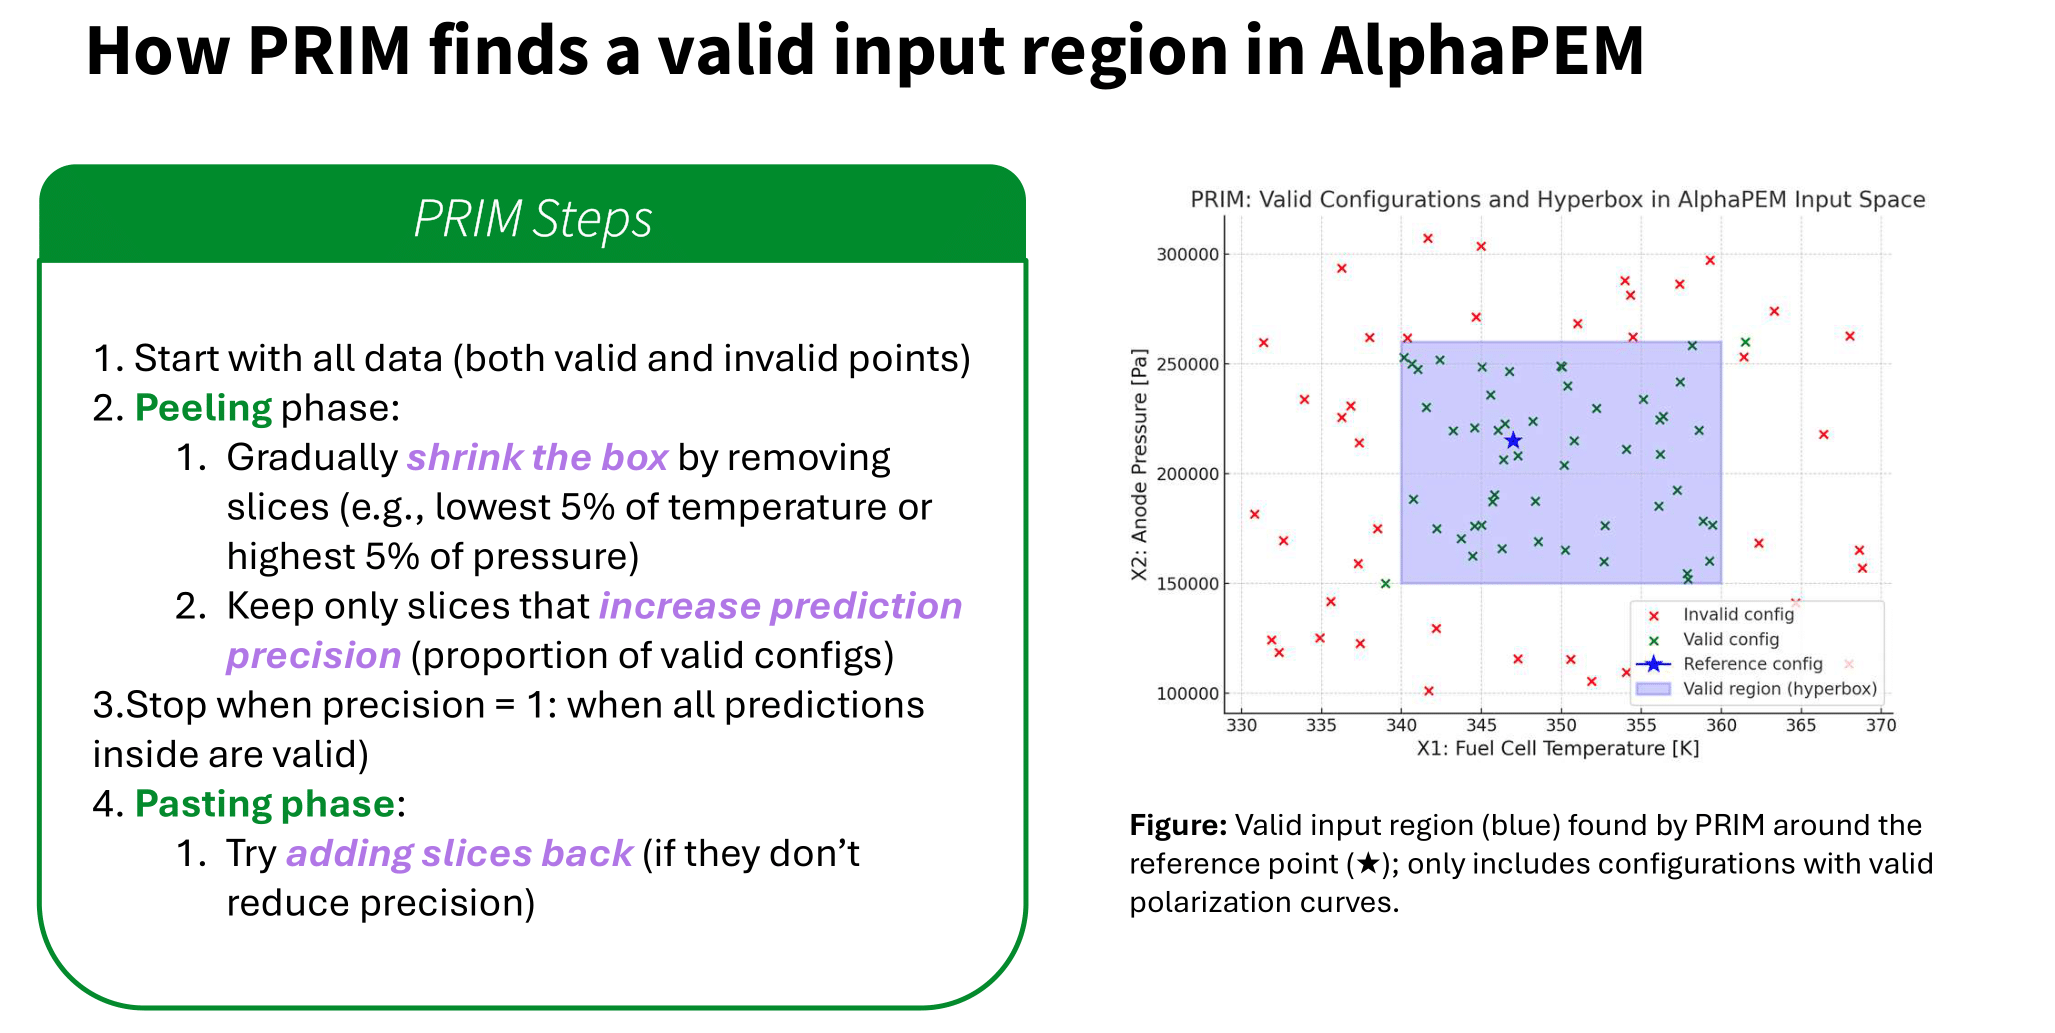 How PRIM finds a valid input region in AlphaPEM
PRIM Steps
1. Start with all data (both valid and invalid points)
2. Peeling phase:
1. Gradually shrink the box by removing
slices (e.g., lowest 5% of temperature or
highest 5% of pressure)
2. Keep only slices that increase prediction
precision (proportion of valid configs)
3.Stop when precision = 1: when all predictions
inside are valid)
4. Pasting phase:
1. Try adding slices back (if they don’t
reduce precision)
PRIM: Valid Configurations and Hyperbox in AlphaPEM Input Space
X2: Anode Pressure [Pa]
300000
250000
200000
150000
100000
Invalid config
Valid config
Reference config
Valid region (hyperbox)
330 335 340 345 350 355 360 365 370
X1: Fuel Cell Temperature [K]
Figure: Valid input region (blue) found by PRIM around the
reference point (★); only includes configurations with valid
polarization curves.